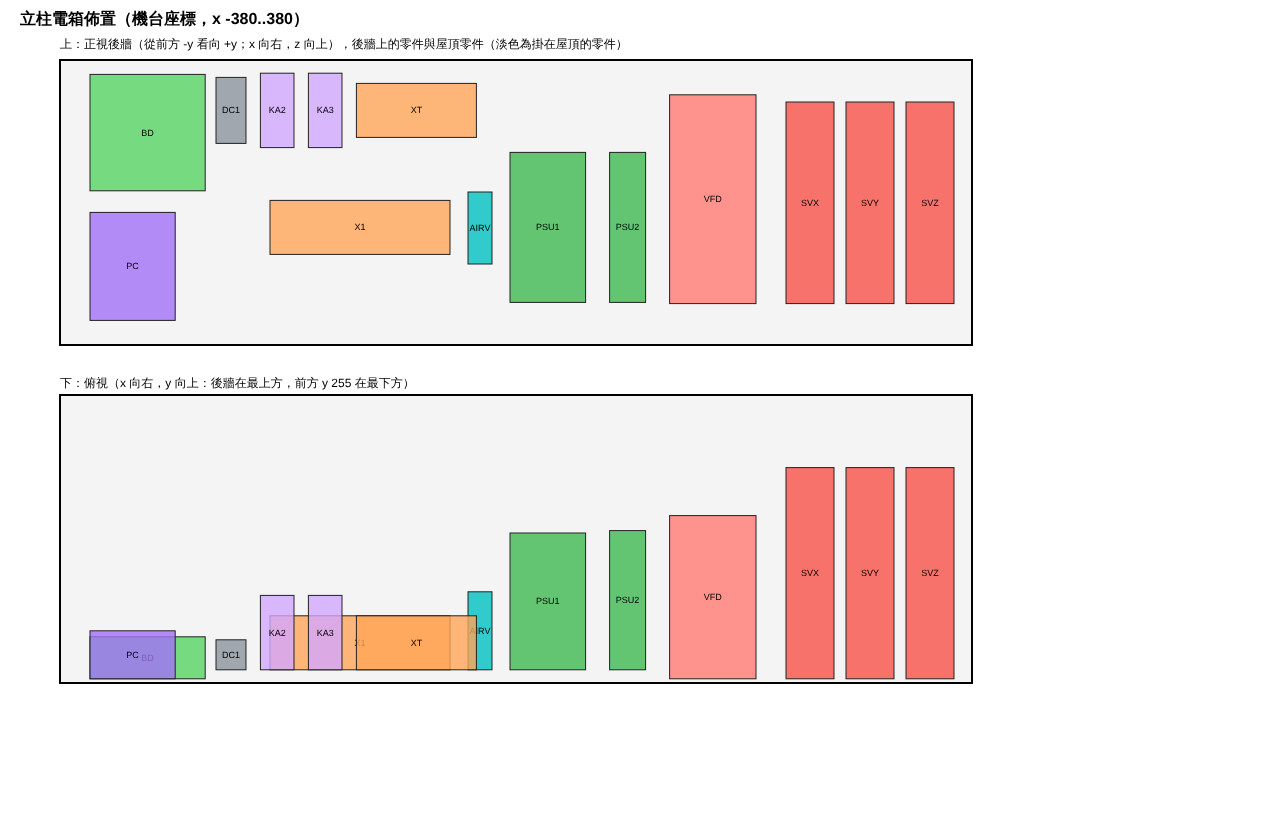 立柱電箱佈置（機台座標，x -380..380）
上：正視後牆（從前方 -y 看向 +y；x 向右，z 向上），後牆上的零件與屋頂零件（淡色為掛在屋頂的零件）
BD
DC1
KA2
KA3
XT
VFD
SVX
SVY
SVZ
X1
AIRV
PSU1
PSU2
PC
下：俯視（x 向右，y 向上：後牆在最上方，前方 y 255 在最下方）
SVX
SVY
SVZ
PSU1
PSU2
VFD
PC
BD
DC1
KA2
KA3
X1
XT
AIRV